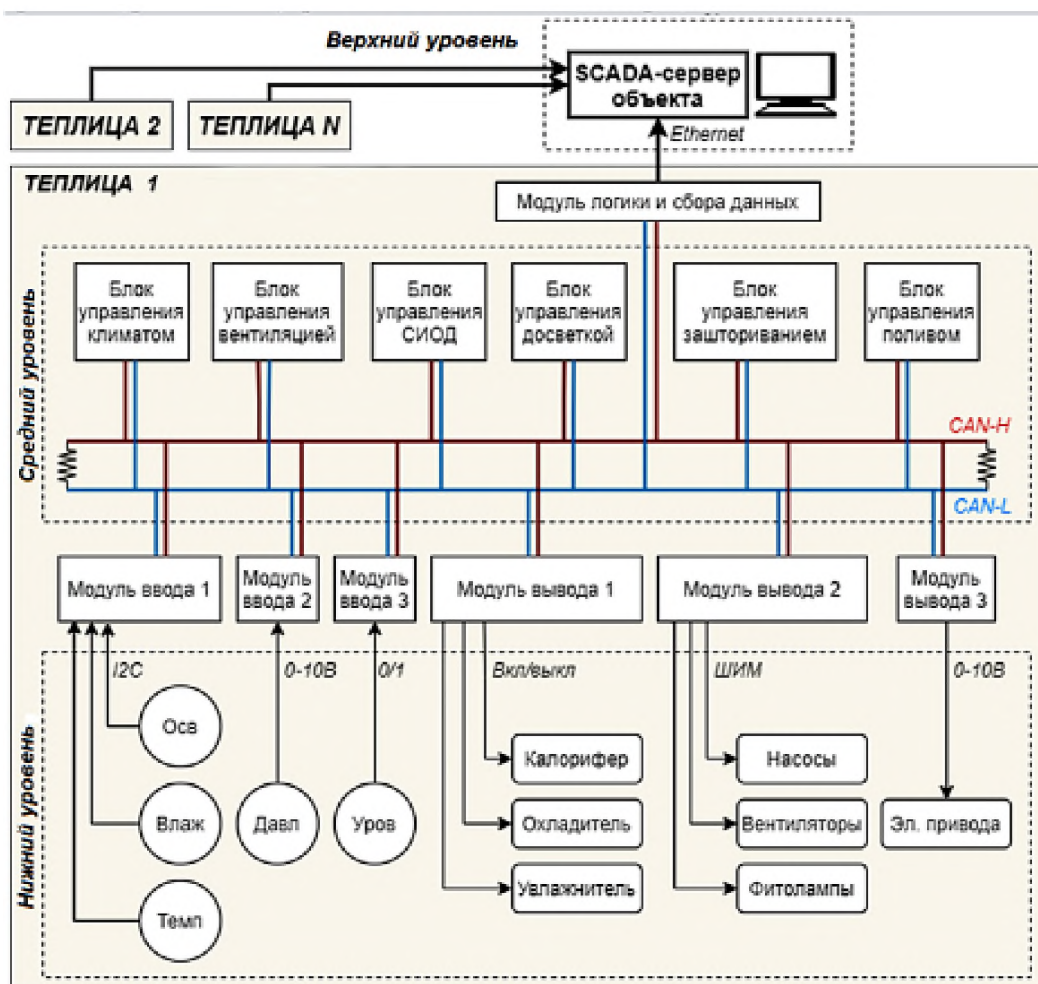 Верхний уровень
SCADA-сервер
объекта
ТЕПЛИЦА 2
ТЕПЛИЦА N
Ethernet
ТЕПЛИЦА 1
Модуль логики и сбора данных
Средний уровень
Блок
управления
климатом
Блок
управления
вентиляцией
Блок
управления
СИОД
Блок
управления
досветкой
Блок
управления
зашториванием
Блок
управления
поливом
CAN-H
CAN-L
Модуль ввода 1
Модуль
ввода 2
Модуль
ввода 3
Модуль вывода 1
Модуль вывода 2
Модуль
вывода 3
Нижний уровень
I2C
0-10В
0/1
Вкл/выкл
ШИМ
0-10В
Осв
Влаж
Темп
Давл
Уров
Калорифер
Охладитель
Увлажнитель
Насосы
Вентиляторы
Фитолампы
Эл. привода